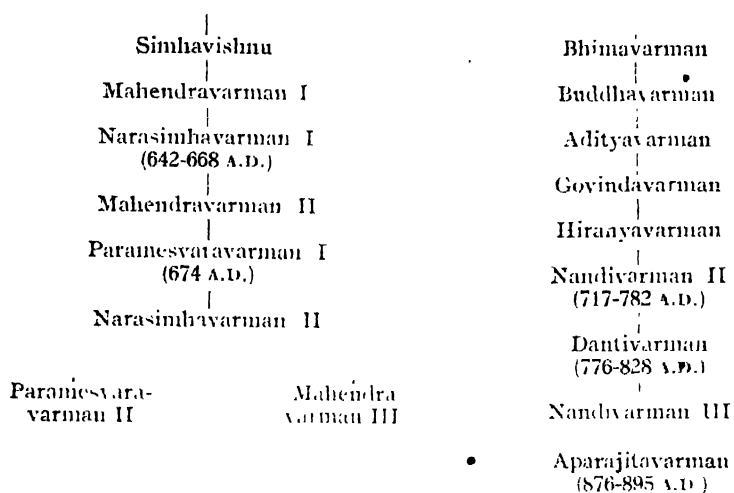 Simhavishnu
Mahendravarman I
Narasimhavarman I
(642-668 A.D.)
Mahendravarman II
Paramesvaravarman I
(674 A.D.)
Narasimhavarman II
Paramesvara-
varman II
Mahendra
varman III
Bhimavarman
Buddhavarman
Adityavarman
Govindavarman
Hiranyavarman
Nandivarman II
(717-782 A.D.)
Dantivarman
(776-828 A.D.)
Nandivarman III
Aparajitavarman
(876-895 A.D.)